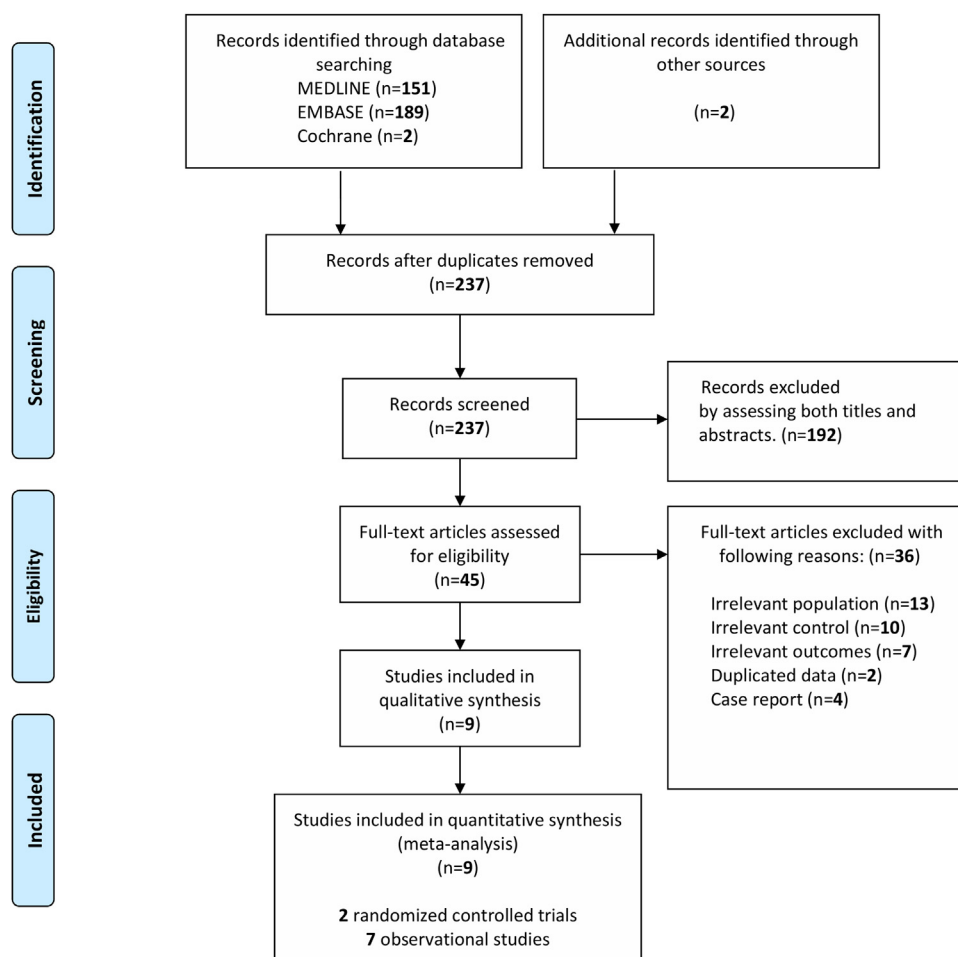 Identification
Records identified through database
searching
MEDLINE (n=151)
EMBASE (n=189)
Cochrane (n=2)
Additional records identified through
other sources
(n=2)
Records after duplicates removed
(n=237)
Screening
Records screened
(n=237)
Records excluded
by assessing both titles and
abstracts. (n=192)
Eligibility
Full-text articles assessed
for eligibility
(n=45)
Full-text articles excluded with
following reasons: (n=36)
Irrelevant population (n=13)
Irrelevant control (n=10)
Irrelevant outcomes (n=7)
Duplicated data (n=2)
Case report (n=4)
Studies included in
qualitative synthesis
(n=9)
Included
Studies included in quantitative synthesis
(meta-analysis)
(n=9)
2 randomized controlled trials
7 observational studies